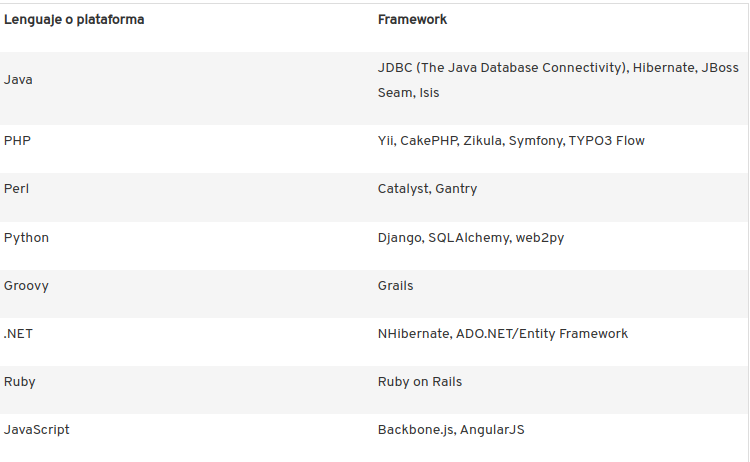 Lenguaje o plataforma Framework
Java JDBC (The Java Database Connectivity), Hibernate, JBoss
Seam, Isis
PHP Yii, CakePHP, Zikula, Symfony, TYPO3 Flow
Perl Catalyst, Gantry
Python Django, SQLAlchemy, web2py
Groovy Grails
.NET NHibernate, ADO.NET/Entity Framework
Ruby Ruby on Rails
JavaScript Backbone.js, AngularJS